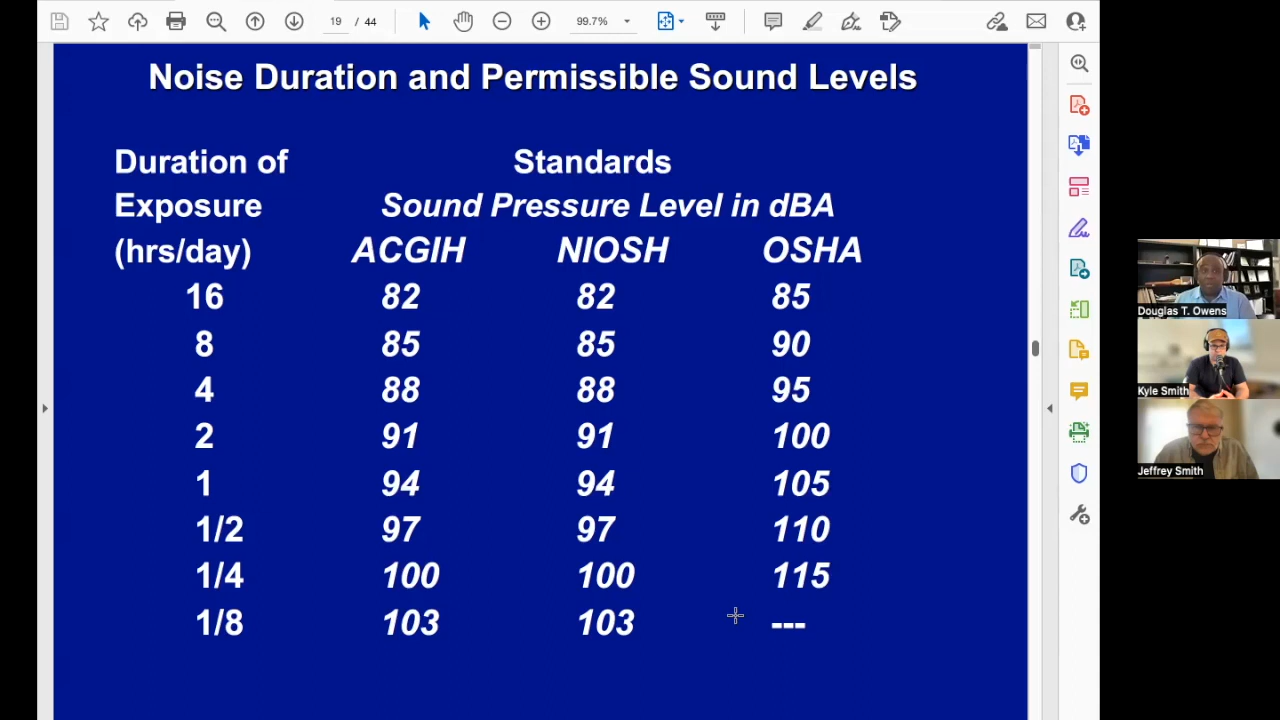 19 / 44
99.7%
Noise Duration and Permissible Sound Levels
Duration of Standards
Exposure Sound Pressure Level in dBA
(hrs/day) ACGIH NIOSH OSHA
16 82 82 85
8 85 85 90
4 88 88 95
2 91 91 100
1 94 94 105
1/2 97 97 110
1/4 100 100 115
1/8 103 103 ---
Douglas T. Owens
Kyle Smith
Jeffrey Smith